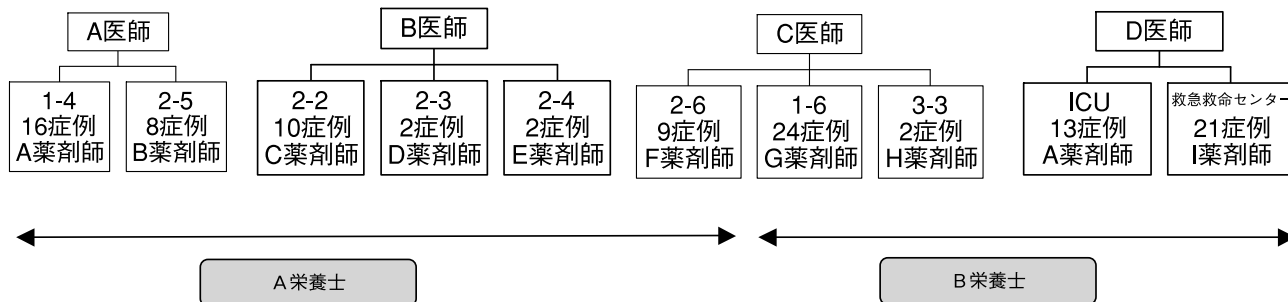 A医師
1-4
16症例
A薬剤師
2-5
8症例
B薬剤師
B医師
2-2
10症例
C薬剤師
2-3
2症例
D薬剤師
2-4
2症例
E薬剤師
C医師
2-6
9症例
F薬剤師
1-6
24症例
G薬剤師
3-3
2症例
H薬剤師
D医師
ICU
13症例
A薬剤師
救急救命センター
21症例
I薬剤師
A栄養士
B栄養士